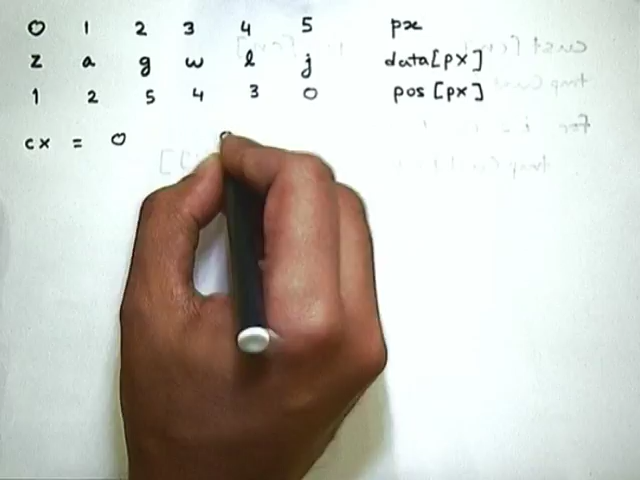 0 1 2 3 4 5 px
z a g w l j data[px]
1 2 5 4 3 0 pos [px]
cx = 0